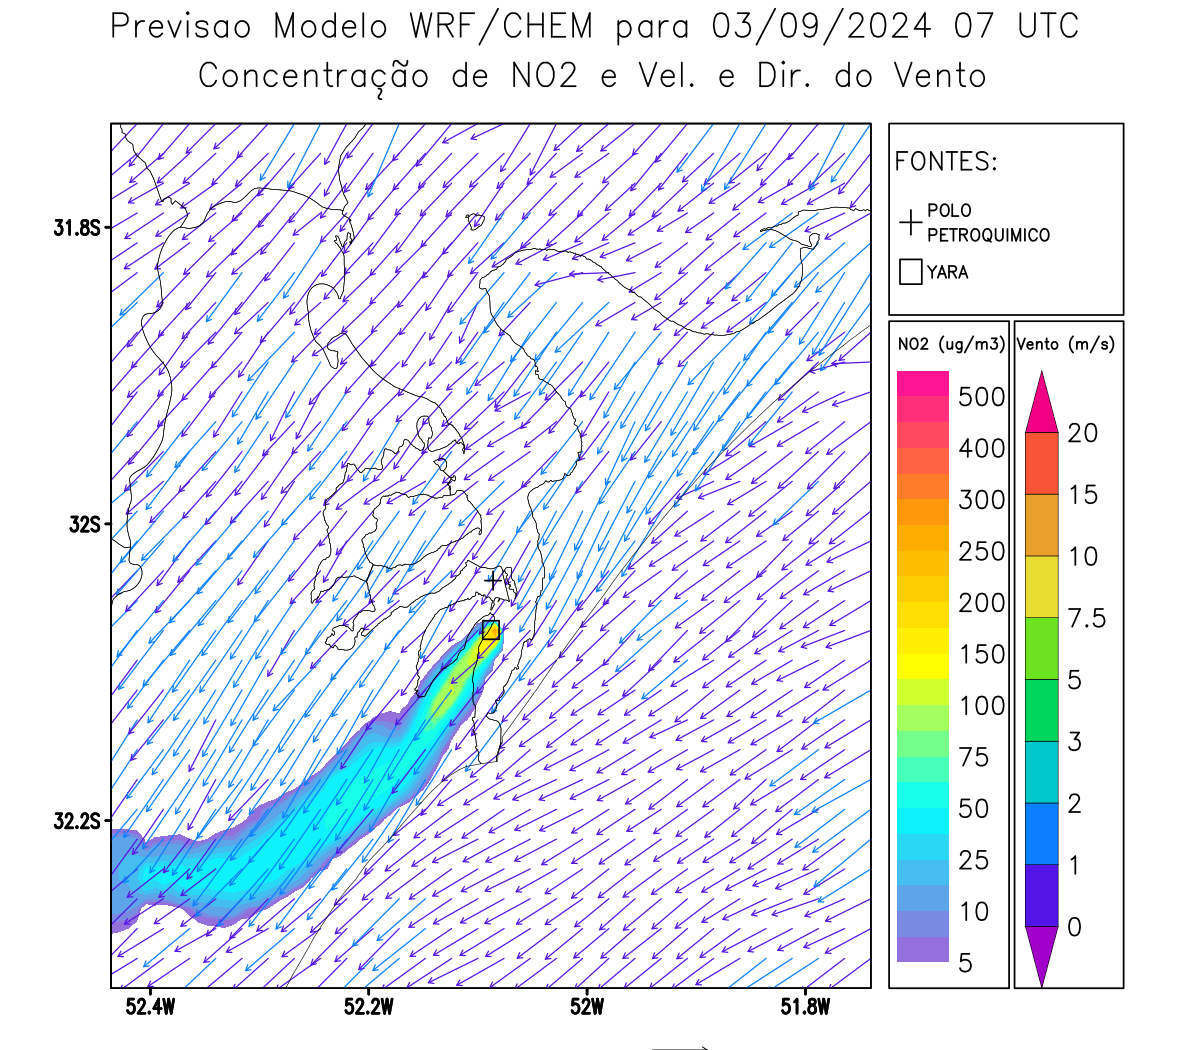 Previsao Modelo WRF/CHEM para 03/09/2024 07 UTC
Concentração de NO2 e Vel. e Dir. do Vento
FONTES:
POLO
PETROQUIMICO
YARA
NO2 (ug/m3)
500
400
300
250
200
150
100
75
50
25
10
5
Vento (m/s)
20
15
10
7.5
5
3
2
1
0
31.8S
32S
32.2S
52.4W
52.2W
52W
51.8W